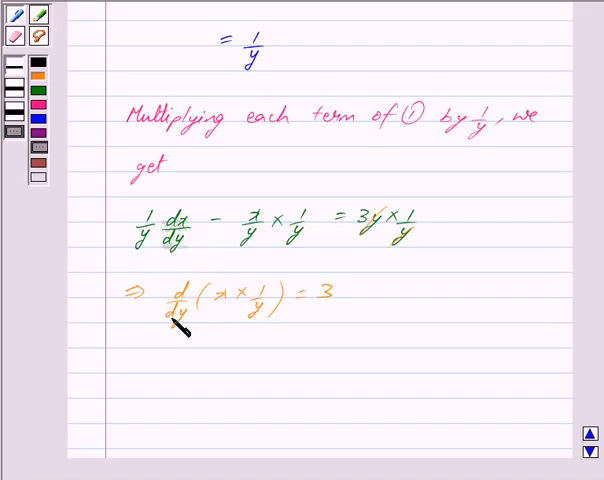 = 1/y
Multiplying each term of ① by 1/y, we
get
1/y dx/dy - x/y × 1/y = 3y × 1/y
⇒ d/dy (x × 1/y) = 3